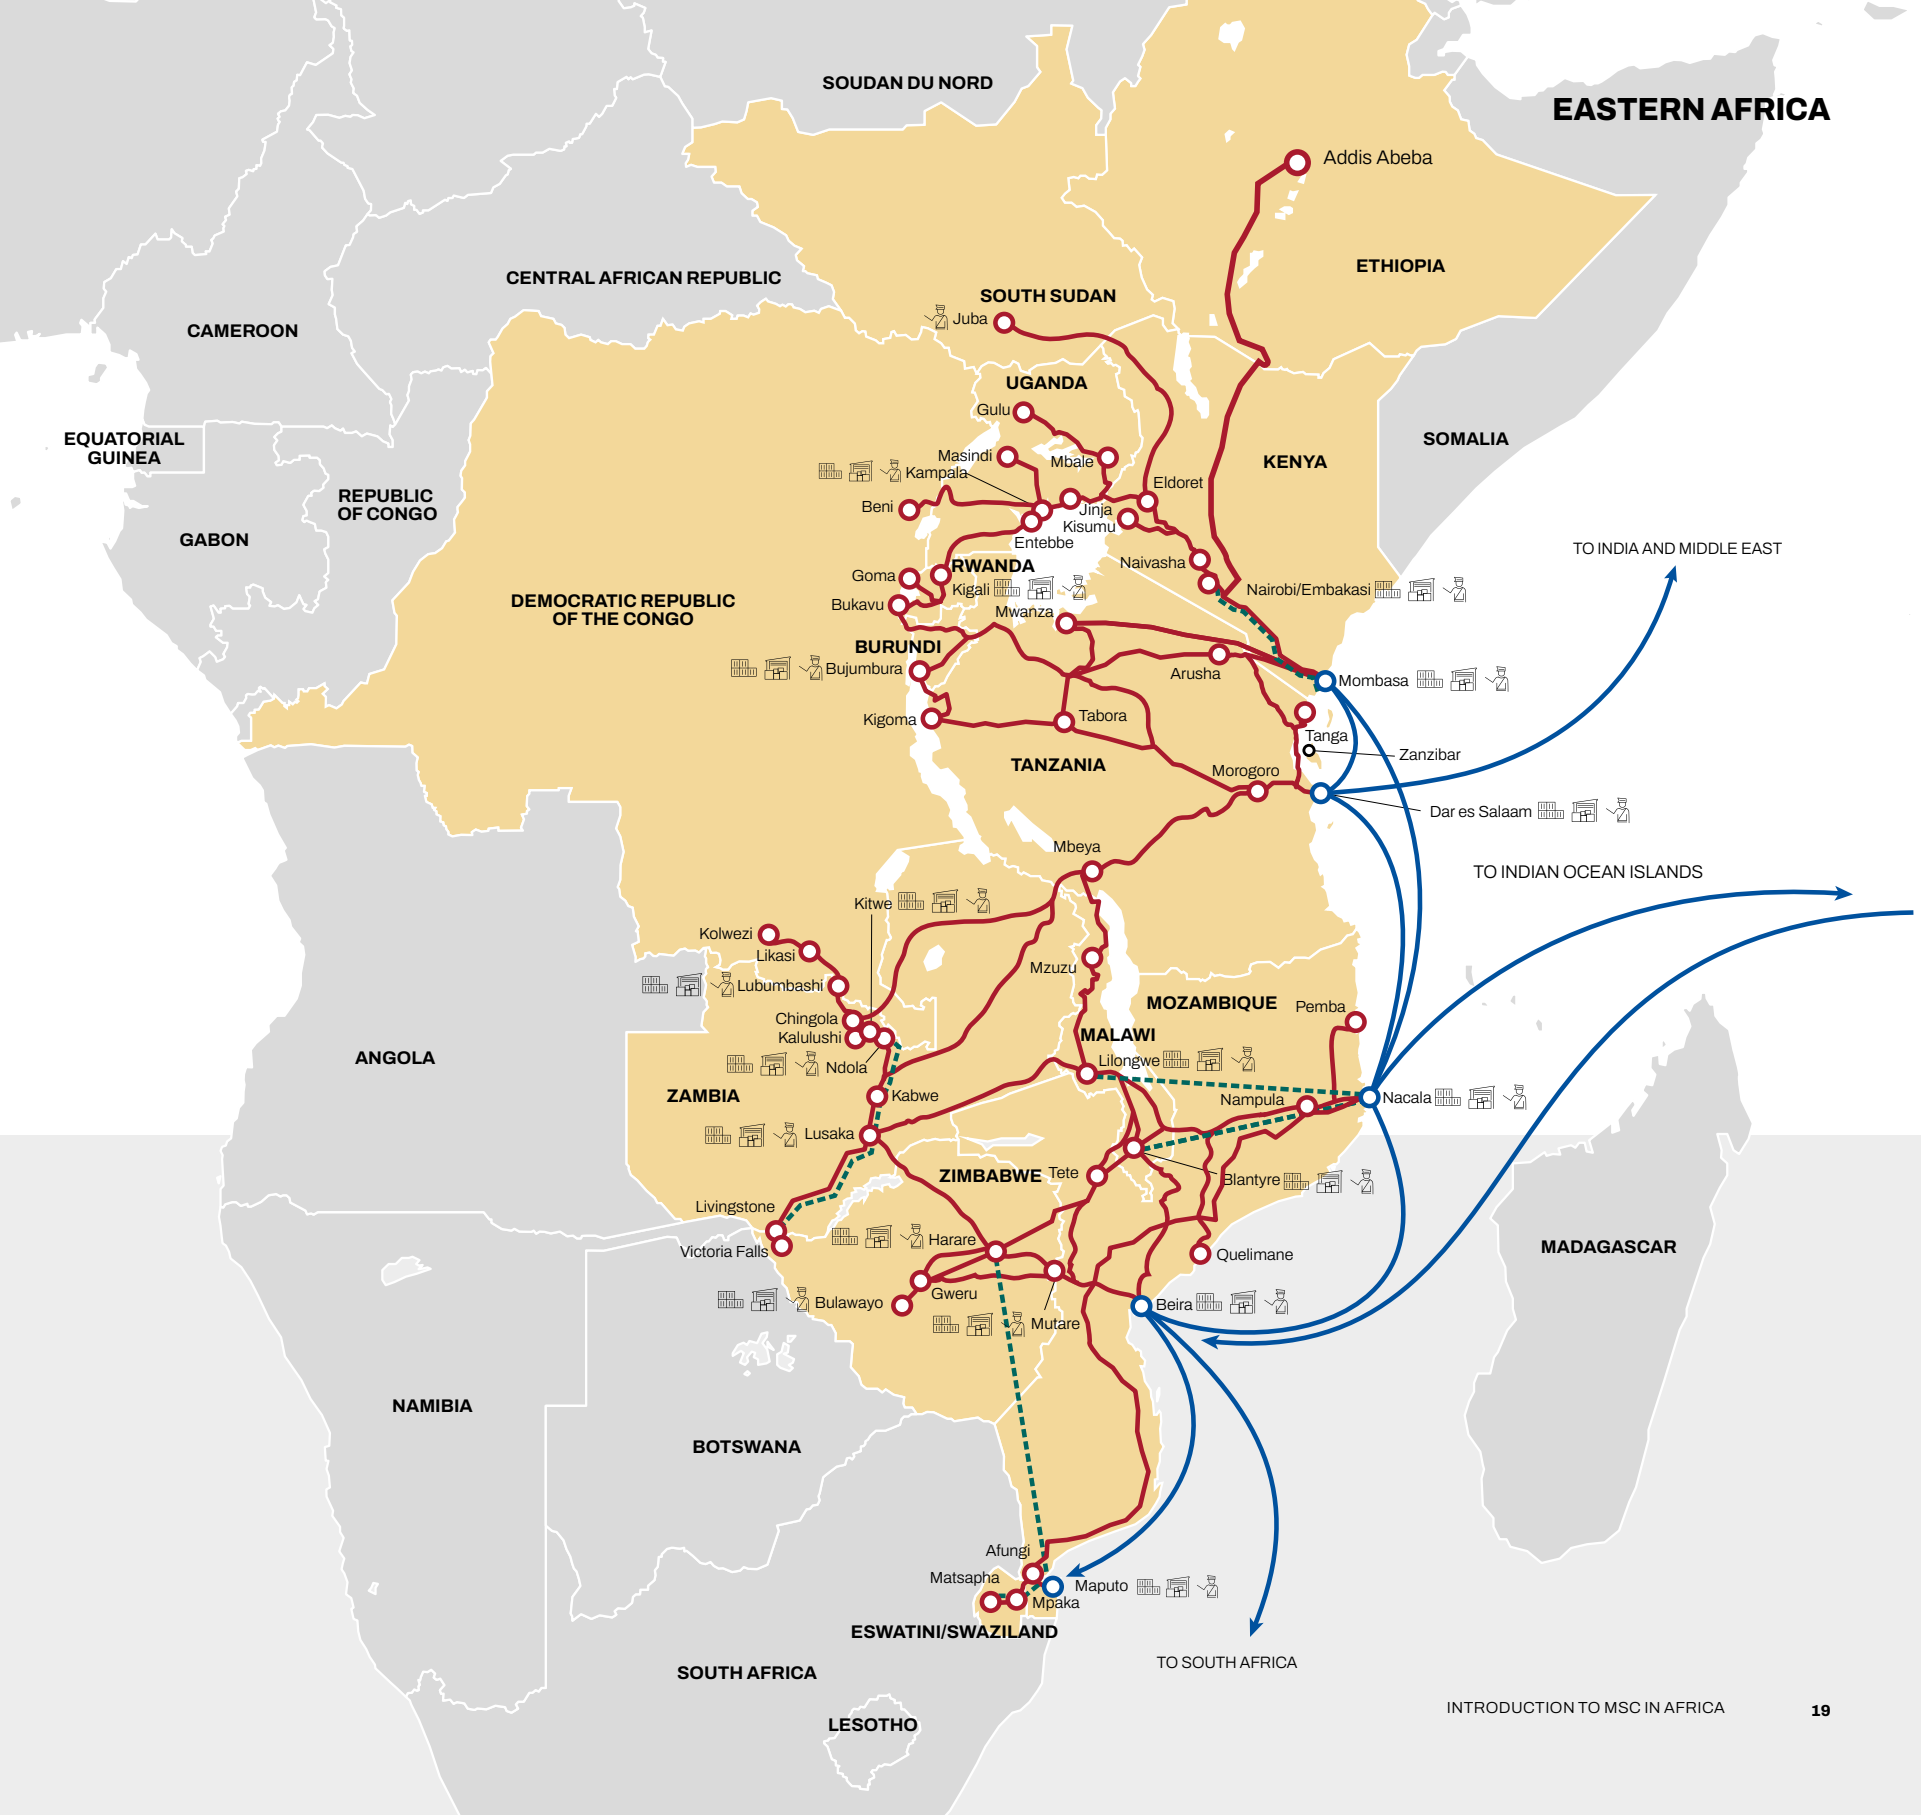 SOUDAN DU NORD
EASTERN AFRICA
Addis Abeba
ETHIOPIA
CENTRAL AFRICAN REPUBLIC
SOUTH SUDAN
Juba
CAMEROON
UGANDA
Gulu
EQUATORIAL
GUINEA
SOMALIA
Masindi
Mbale
KENYA
Kampala
Eldoret
REPUBLIC
OF CONGO
Beni
Jinja
Kisumu
GABON
Entebbe
TO INDIA AND MIDDLE EAST
Naivasha
RWANDA
Goma
Kigali
Nairobi/Embakasi
DEMOCRATIC REPUBLIC
OF THE CONGO
Bukavu
Mwanza
BURUNDI
Bujumbura
Arusha
Mombasa
Kigoma
Tabora
Tanga
Zanzibar
TANZANIA
Morogoro
Dar es Salaam
Mbeya
TO INDIAN OCEAN ISLANDS
Kitwe
Kolwezi
Likasi
Mzuzu
Lubumbashi
MOZAMBIQUE
Pemba
Chingola
Kalulushi
MALAWI
ANGOLA
Lilongwe
Ndola
ZAMBIA
Kabwe
Nampula
Nacala
Lusaka
ZIMBABWE
Tete
Blantyre
Livingstone
Victoria Falls
Harare
Quelimane
MADAGASCAR
Gweru
Bulawayo
Beira
Mutare
NAMIBIA
BOTSWANA
Afungi
Matsapha
Maputo
Mpaka
ESWATINI/SWAZILAND
TO SOUTH AFRICA
SOUTH AFRICA
INTRODUCTION TO MSC IN AFRICA
19
LESOTHO